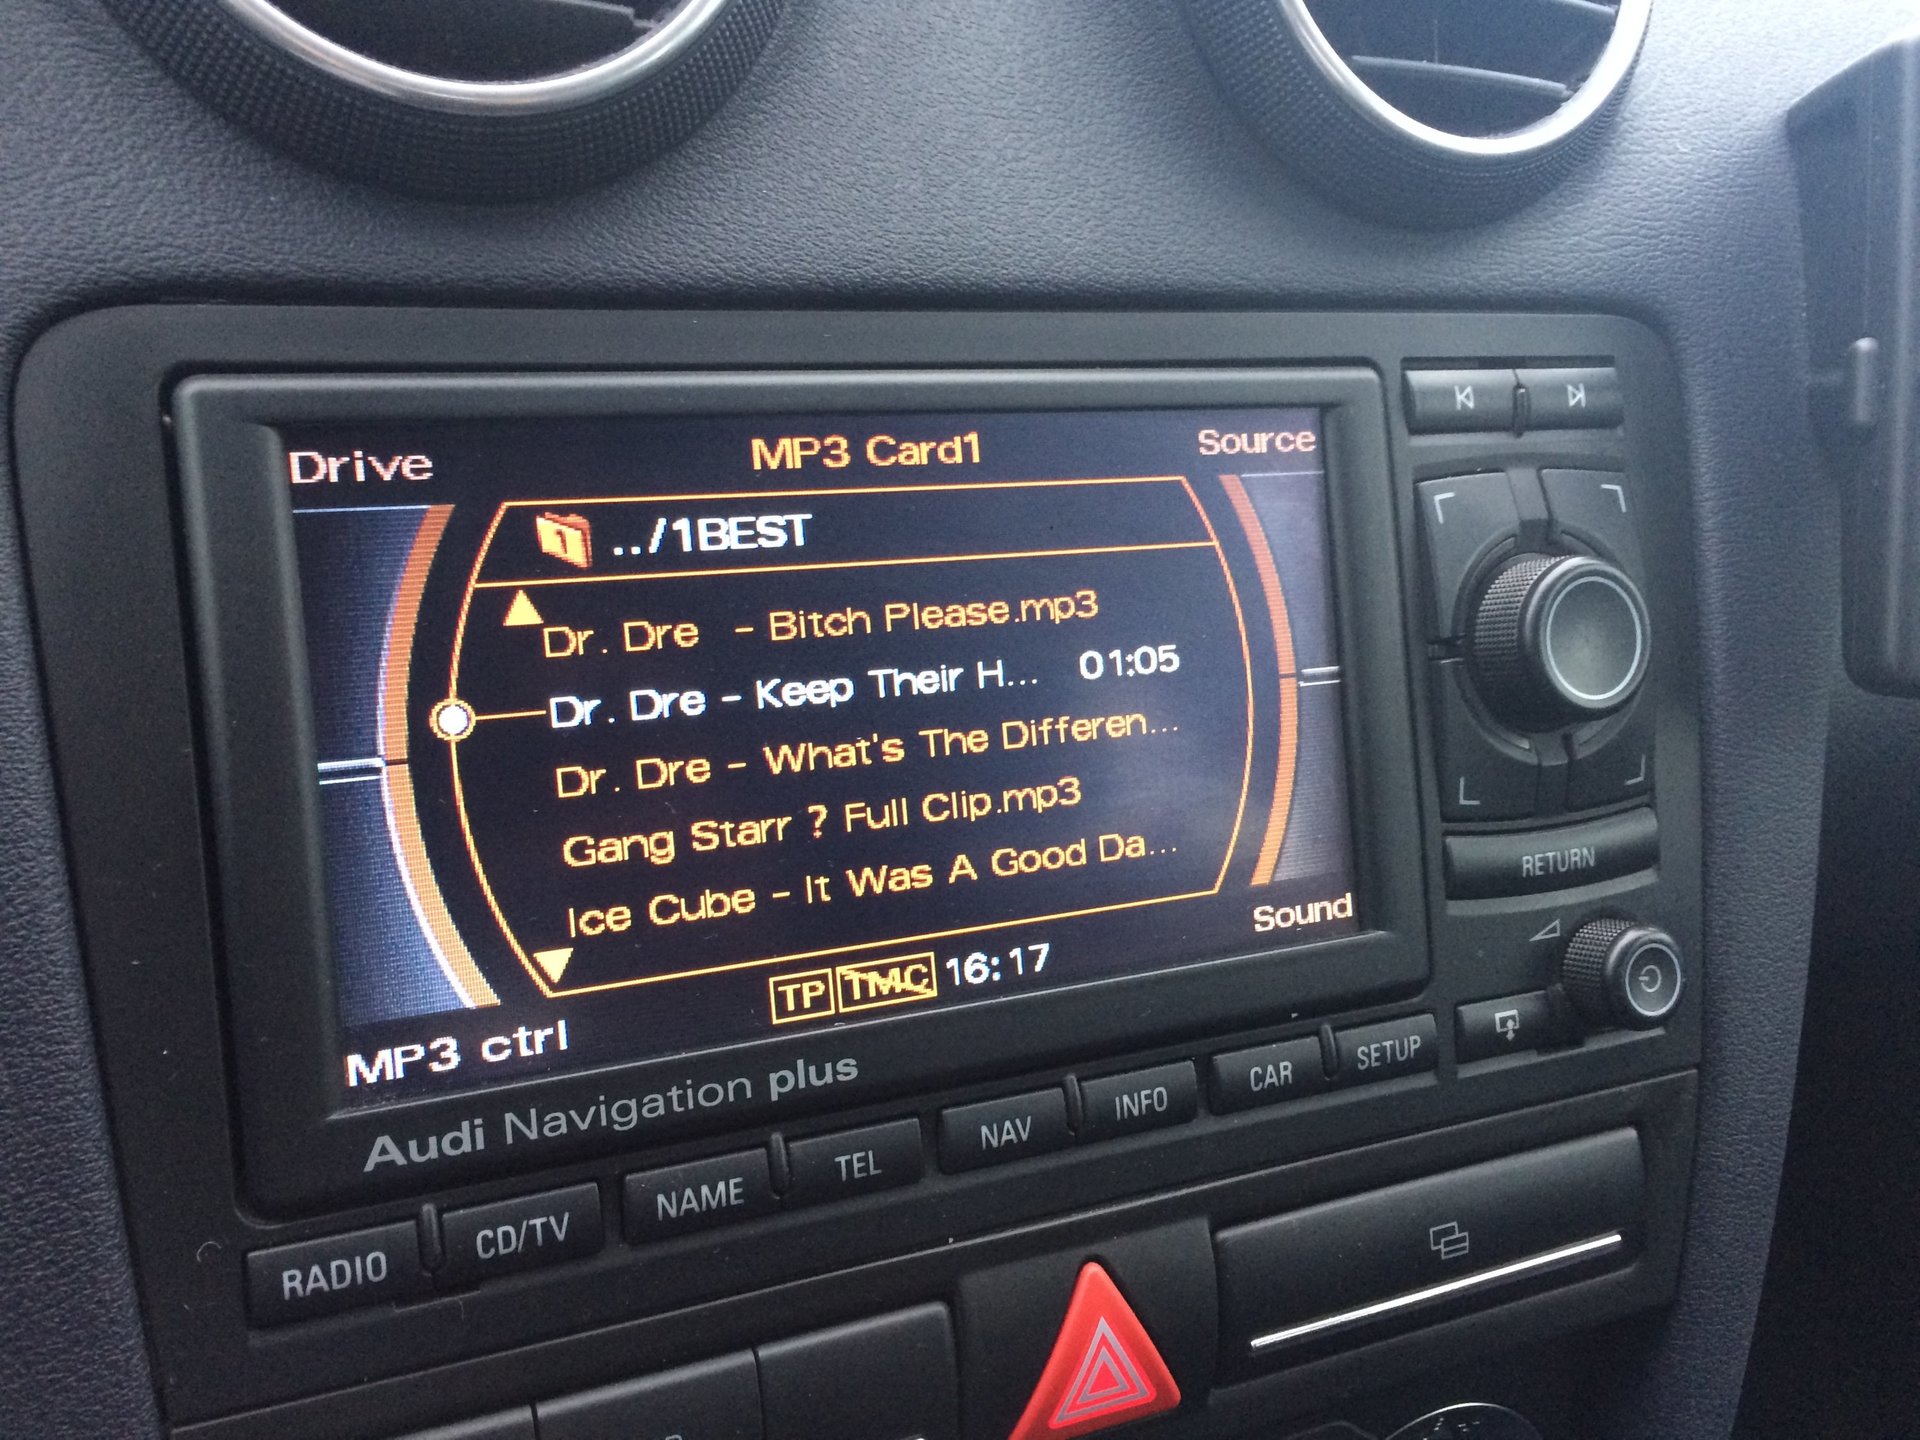 Drive MP3 Card1 Source
../1BEST
Dr. Dre - Bitch Please.mp3
Dr. Dre - Keep Their H... 01:05
Dr. Dre - What's The Differen...
Gang Starr ? Full Clip.mp3
Ice Cube - It Was A Good Da...
Sound
TP TMC 16:17
MP3 ctrl
Audi Navigation plus
RETURN
RADIO CD/TV NAME TEL NAV INFO CAR SETUP